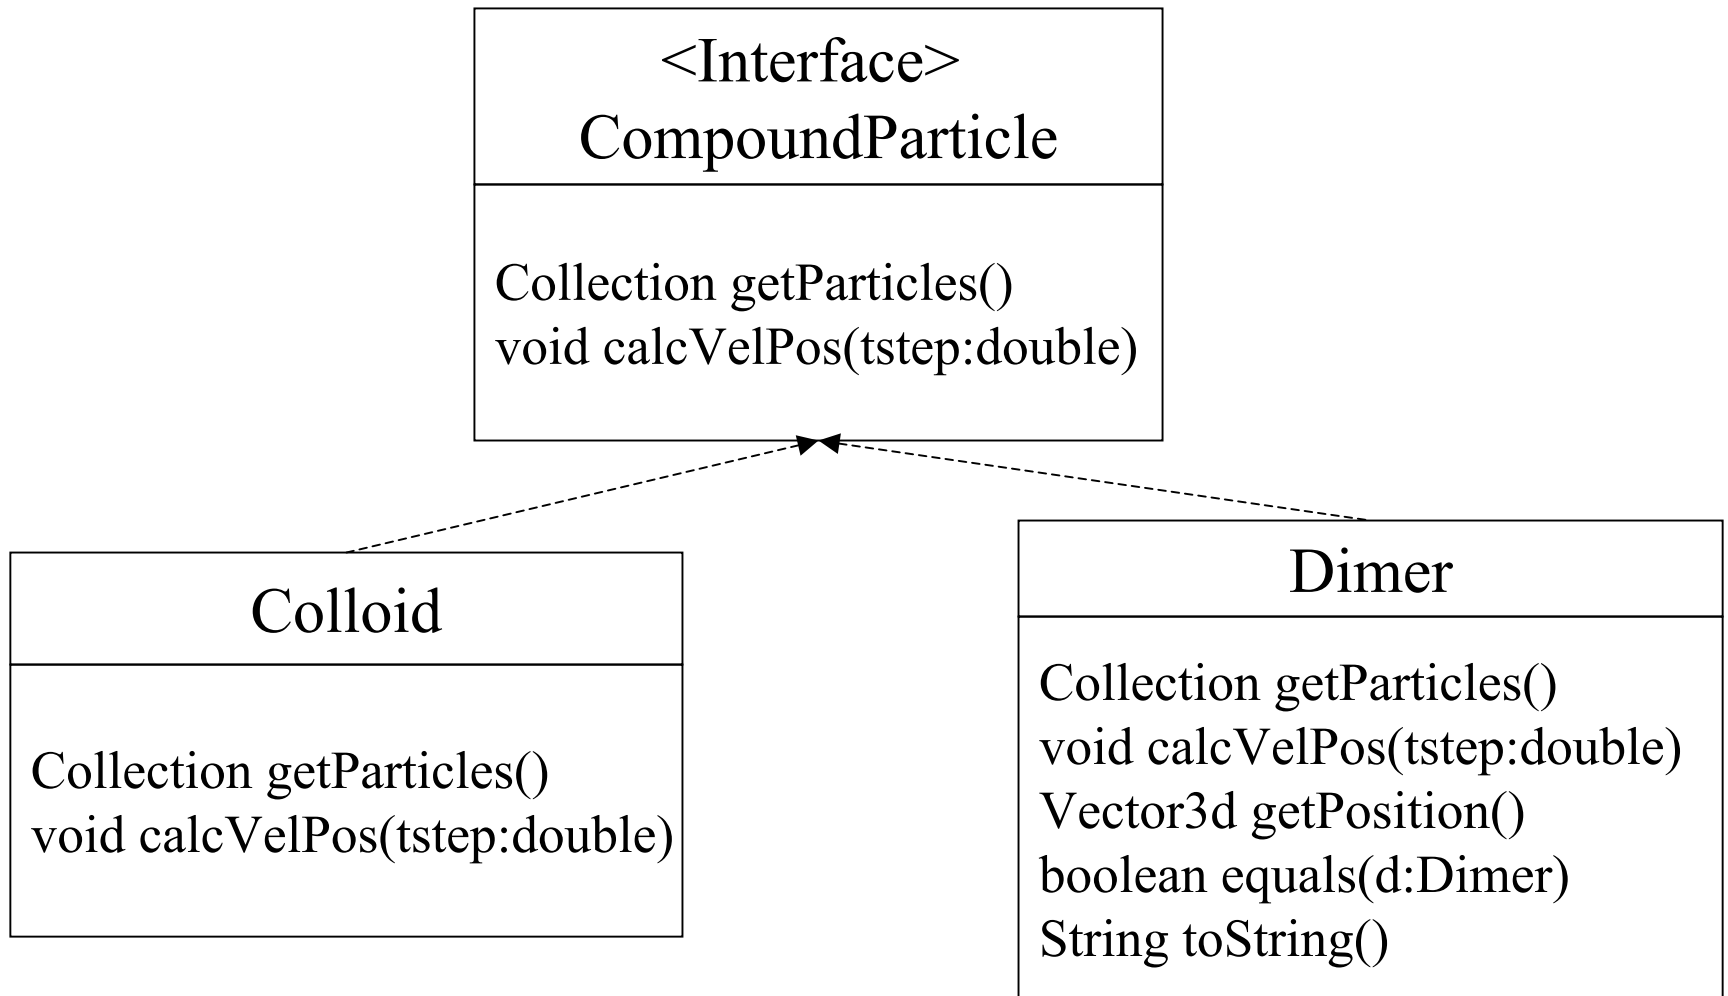 <Interface>
CompoundParticle
Collection getParticles()
void calcVelPos(tstep:double)
Colloid
Collection getParticles()
void calcVelPos(tstep:double)
Dimer
Collection getParticles()
void calcVelPos(tstep:double)
Vector3d getPosition()
boolean equals(d:Dimer)
String toString()